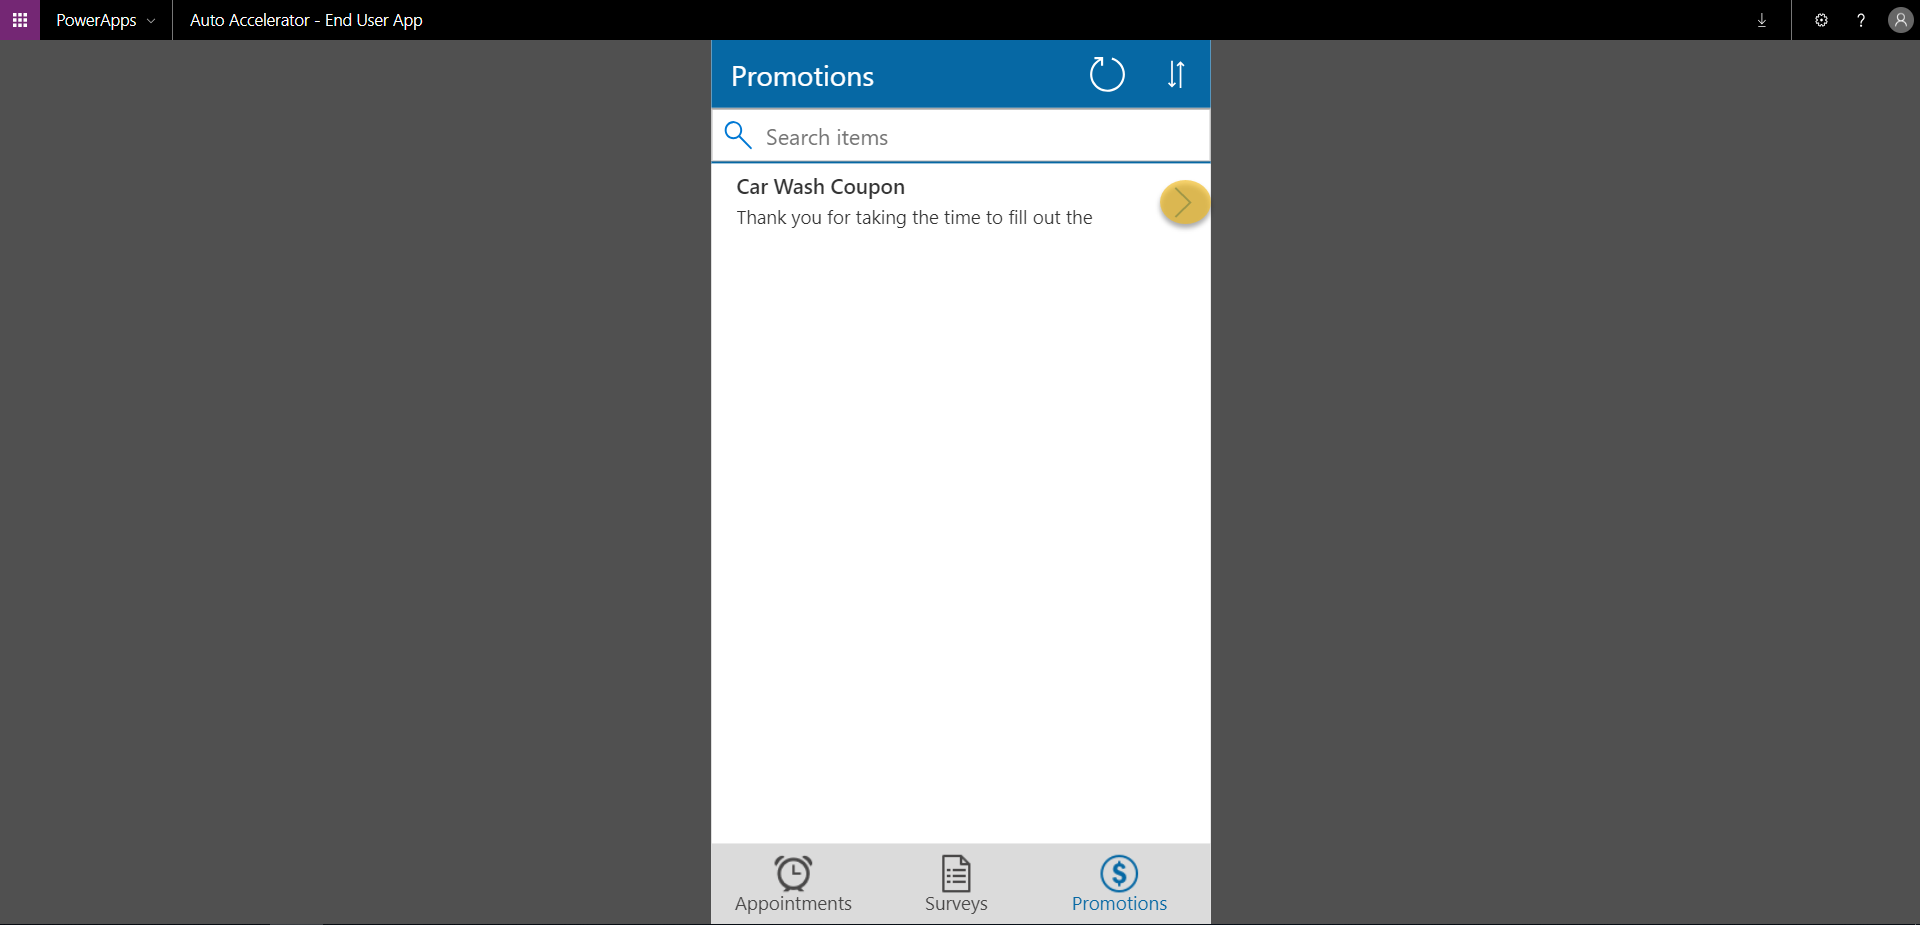 PowerApps
Auto Accelerator - End User App
?
Promotions
Search items
Car Wash Coupon
Thank you for taking the time to fill out the
$
Appointments
Surveys
Promotions